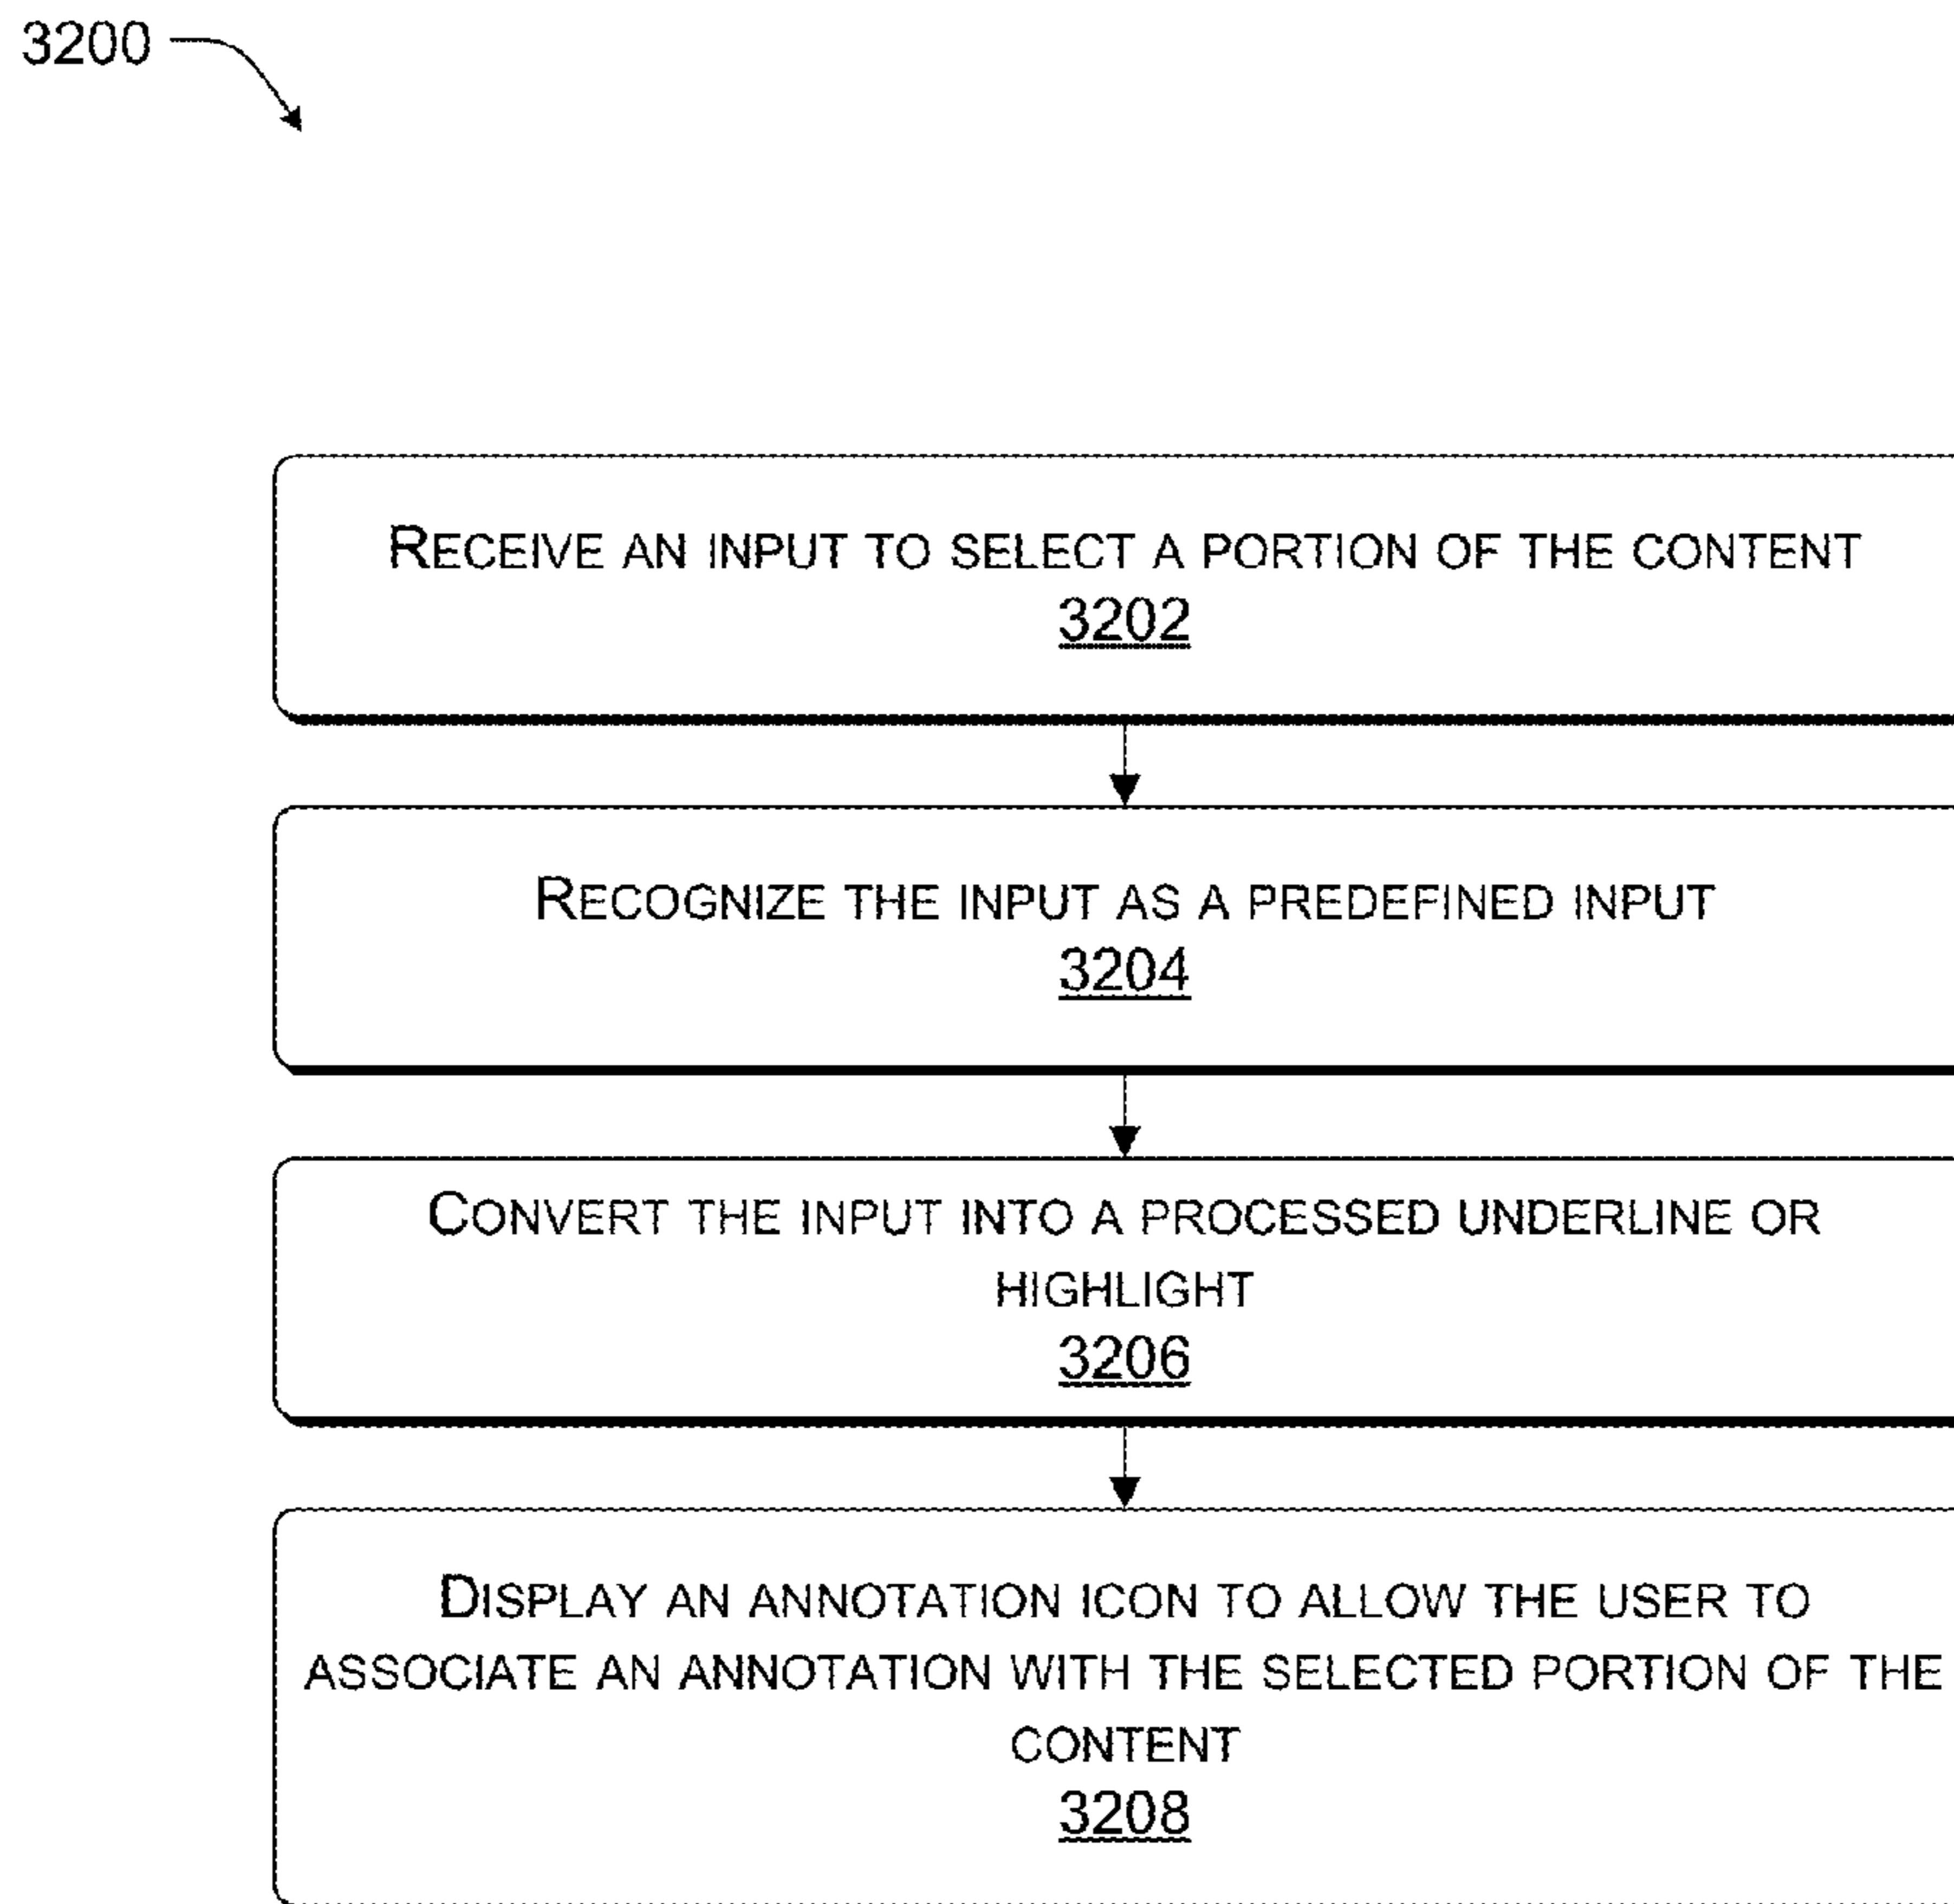 3200
RECEIVE AN INPUT TO SELECT A PORTION OF THE CONTENT
3202
RECOGNIZE THE INPUT AS A PREDEFINED INPUT
3204
CONVERT THE INPUT INTO A PROCESSED UNDERLINE OR
HIGHLIGHT
3206
DISPLAY AN ANNOTATION ICON TO ALLOW THE USER TO
ASSOCIATE AN ANNOTATION WITH THE SELECTED PORTION OF THE
CONTENT
3208